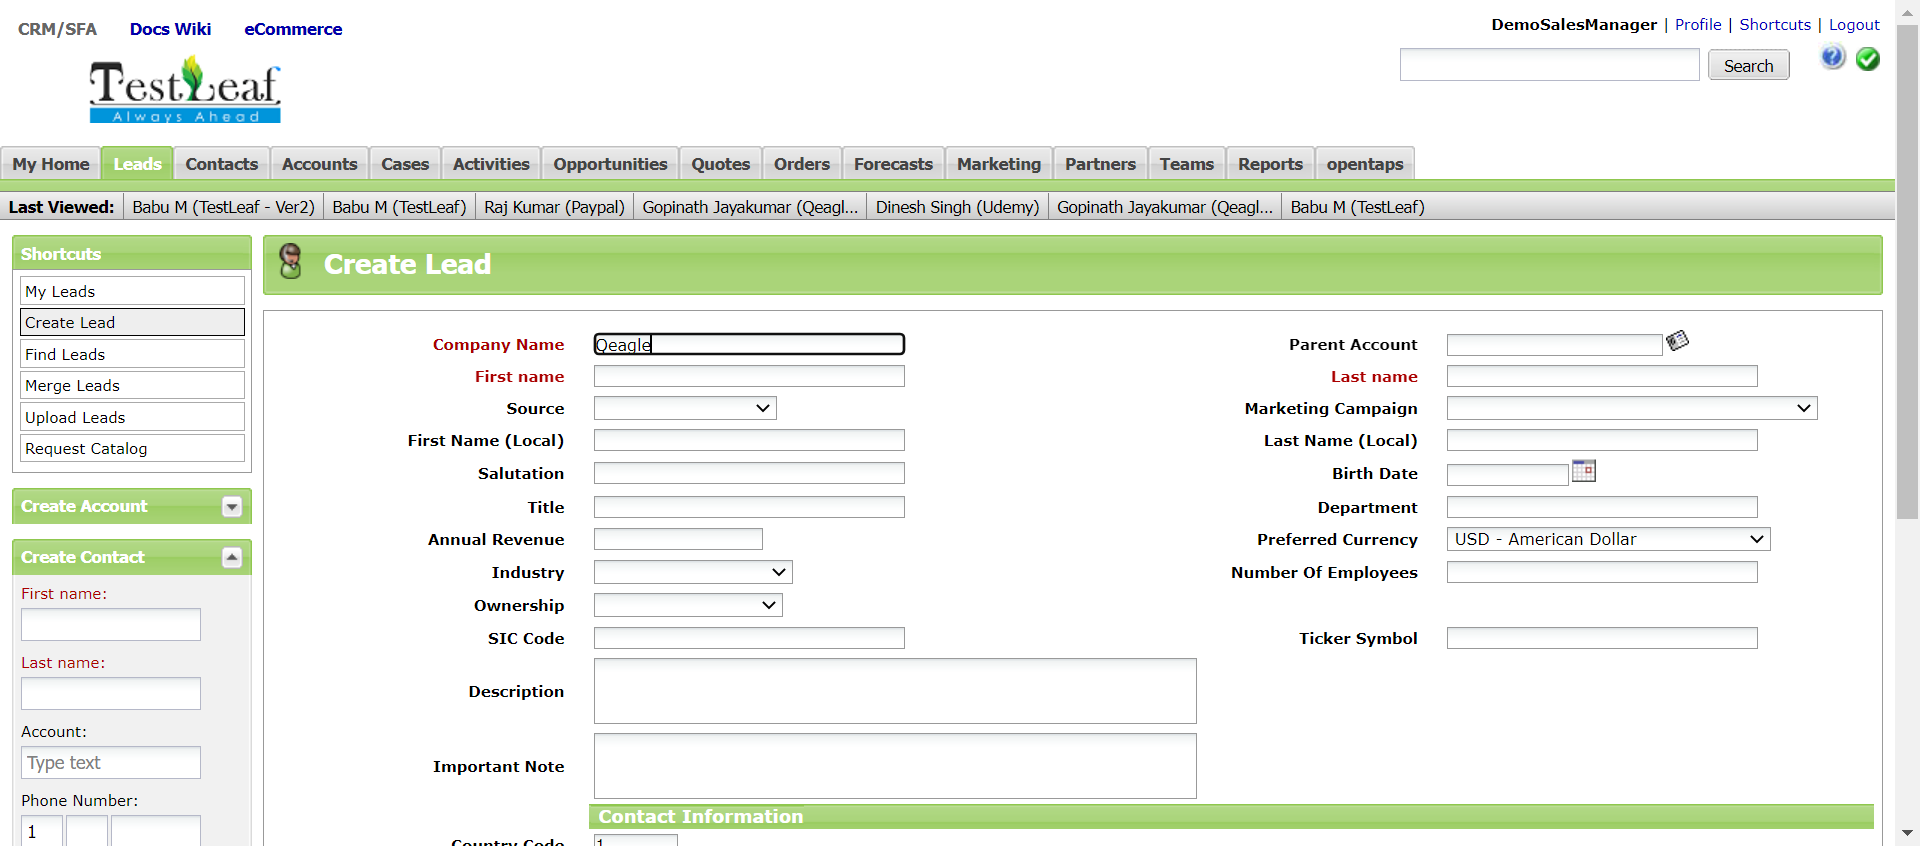 CRM/SFA Docs Wiki eCommerce
DemoSalesManager | Profile | Shortcuts | Logout
Search
TestLeaf
Always Ahead
My Home Leads Contacts Accounts Cases Activities Opportunities Quotes Orders Forecasts Marketing Partners Teams Reports opentaps
Last Viewed: Babu M (TestLeaf - Ver2) Babu M (TestLeaf) Raj Kumar (Paypal) Gopinath Jayakumar (Qeagl... Dinesh Singh (Udemy) Gopinath Jayakumar (Qeagl... Babu M (TestLeaf)
Shortcuts
My Leads
Create Lead
Find Leads
Merge Leads
Upload Leads
Request Catalog
Create Account
Create Contact
First name:
Last name:
Account:
Type text
Phone Number:
1
Create Lead
Company Name Qeagle Parent Account
First name Last name
Source Marketing Campaign
First Name (Local) Last Name (Local)
Salutation Birth Date
Title Department
Annual Revenue Preferred Currency USD - American Dollar
Industry Number Of Employees
Ownership
SIC Code Ticker Symbol
Description
Important Note
Contact Information
Country Code 1